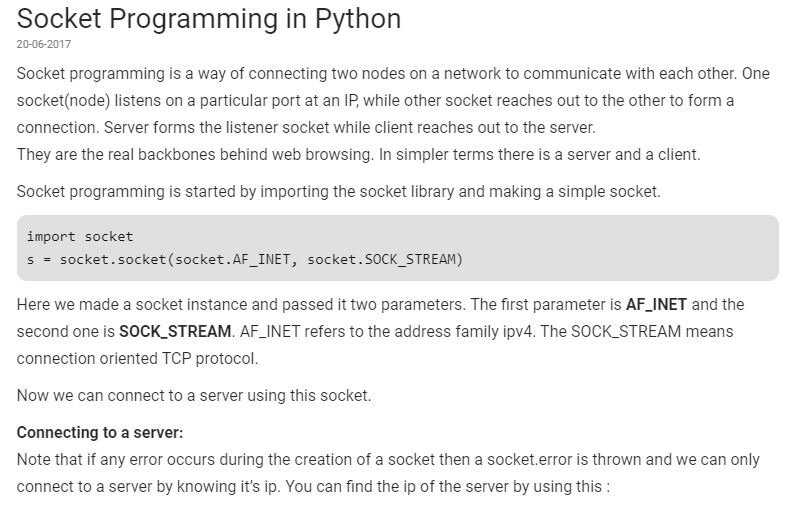 Socket Programming in Python
20-06-2017
Socket programming is a way of connecting two nodes on a network to communicate with each other. One
socket(node) listens on a particular port at an IP, while other socket reaches out to the other to form a
connection. Server forms the listener socket while client reaches out to the server.
They are the real backbones behind web browsing. In simpler terms there is a server and a client.
Socket programming is started by importing the socket library and making a simple socket.
import socket
s = socket.socket(socket.AF_INET, socket.SOCK_STREAM)
Here we made a socket instance and passed it two parameters. The first parameter is AF_INET and the
second one is SOCK_STREAM. AF_INET refers to the address family ipv4. The SOCK_STREAM means
connection oriented TCP protocol.
Now we can connect to a server using this socket.
Connecting to a server:
Note that if any error occurs during the creation of a socket then a socket.error is thrown and we can only
connect to a server by knowing it's ip. You can find the ip of the server by using this :